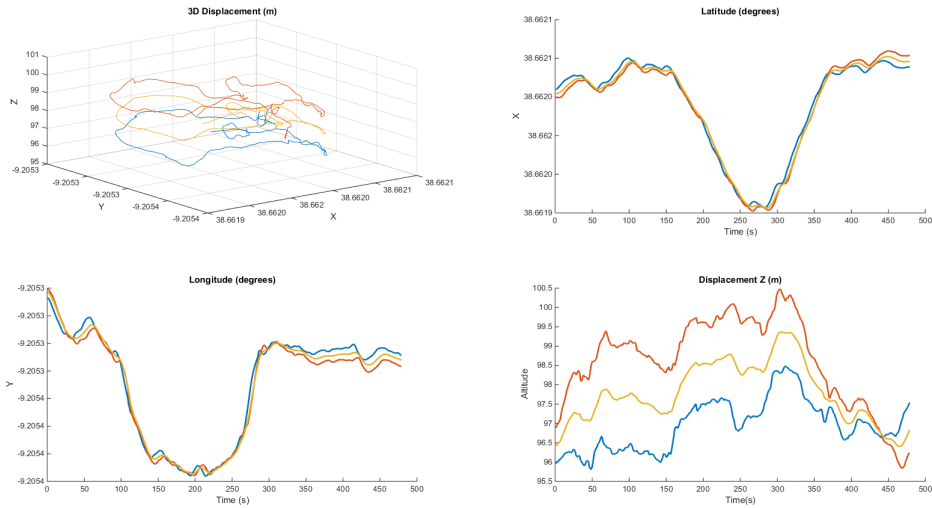 3D Displacement (m)
101
100
99
98
97
96
95
Z
-9.2053
-9.2053
-9.2053
-9.2054
-9.2054
Y
38.6619
38.6620
38.662
38.6620
38.6621
38.6621
X
Latitude (degrees)
38.6621
38.6621
38.6620
38.662
38.6620
38.6619
X
0 50 100 150 200 250 300 350 400 450 500
Time (s)
Longitude (degrees)
-9.2053
-9.2053
-9.2053
-9.2053
-9.2054
-9.2054
-9.2054
-9.2054
Y
0 50 100 150 200 250 300 350 400 450 500
Time (s)
Displacement Z (m)
100.5
100
99.5
99
98.5
98
97.5
97
96.5
96
95.5
Altitude
0 50 100 150 200 250 300 350 400 450 500
Time(s)